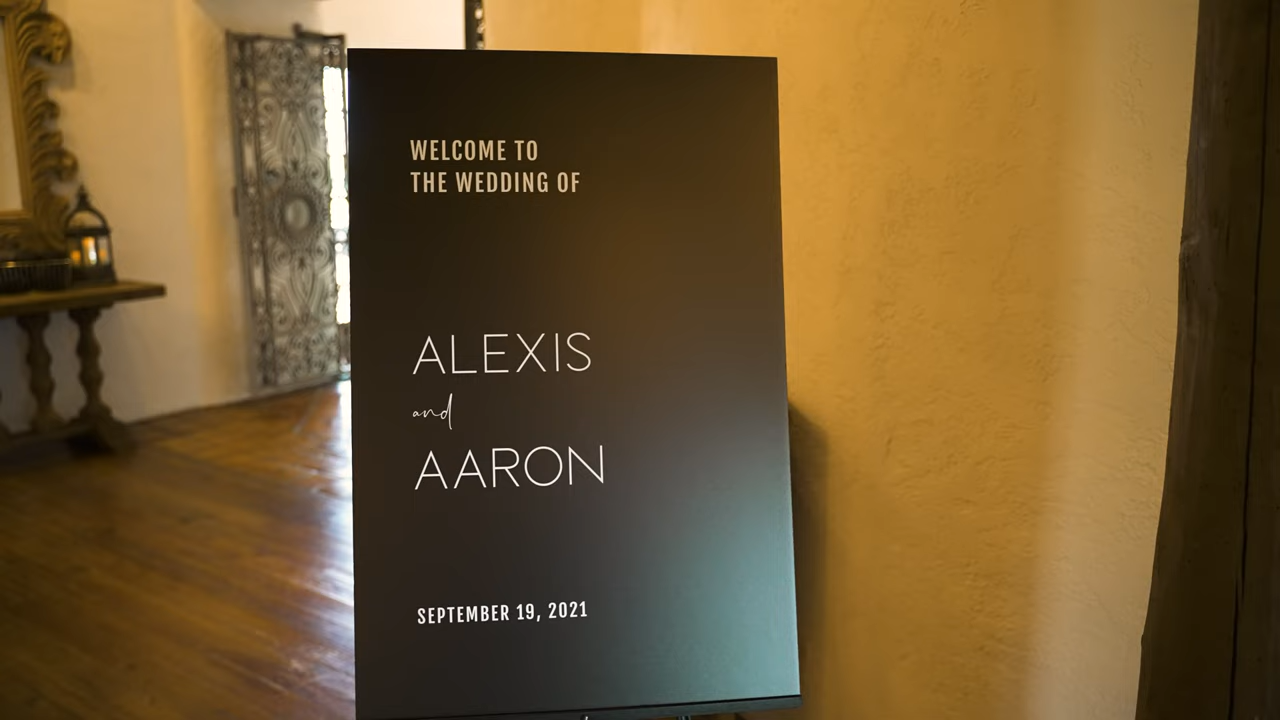 WELCOME TO
THE WEDDING OF
ALEXIS
and
AARON
SEPTEMBER 19, 2021